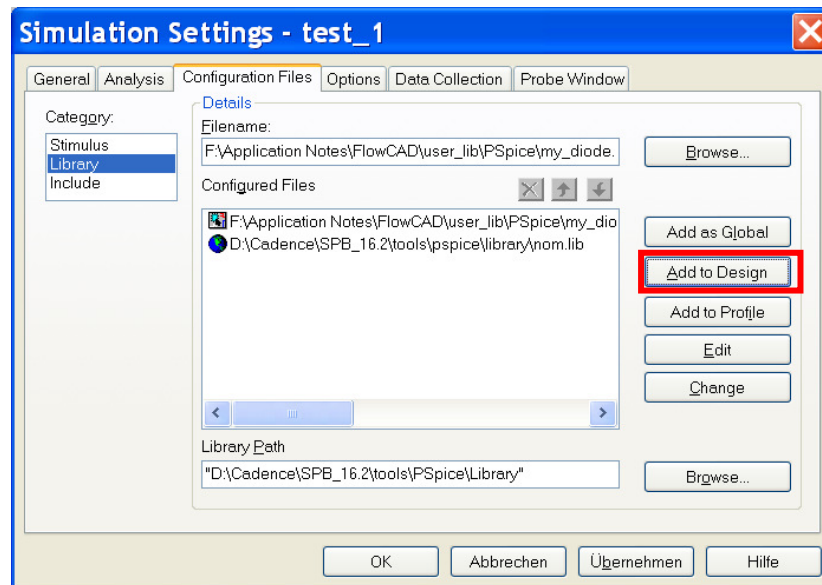 Simulation Settings - test_1
General Analysis Configuration Files Options Data Collection Probe Window
Category:
Stimulus
Library
Include
Details
Filename:
F:\Application Notes\FlowCAD\user_lib\PSpice\my_diode.
Browse...
Configured Files
F:\Application Notes\FlowCAD\user_lib\PSpice\my_dio
D:\Cadence\SPB_16.2\tools\pspice\library\nom.lib
Add as Global
Add to Design
Add to Profile
Edit
Change
Library Path
"D:\Cadence\SPB_16.2\tools\PSpice\Library"
Browse...
OK Abbrechen Übernehmen Hilfe